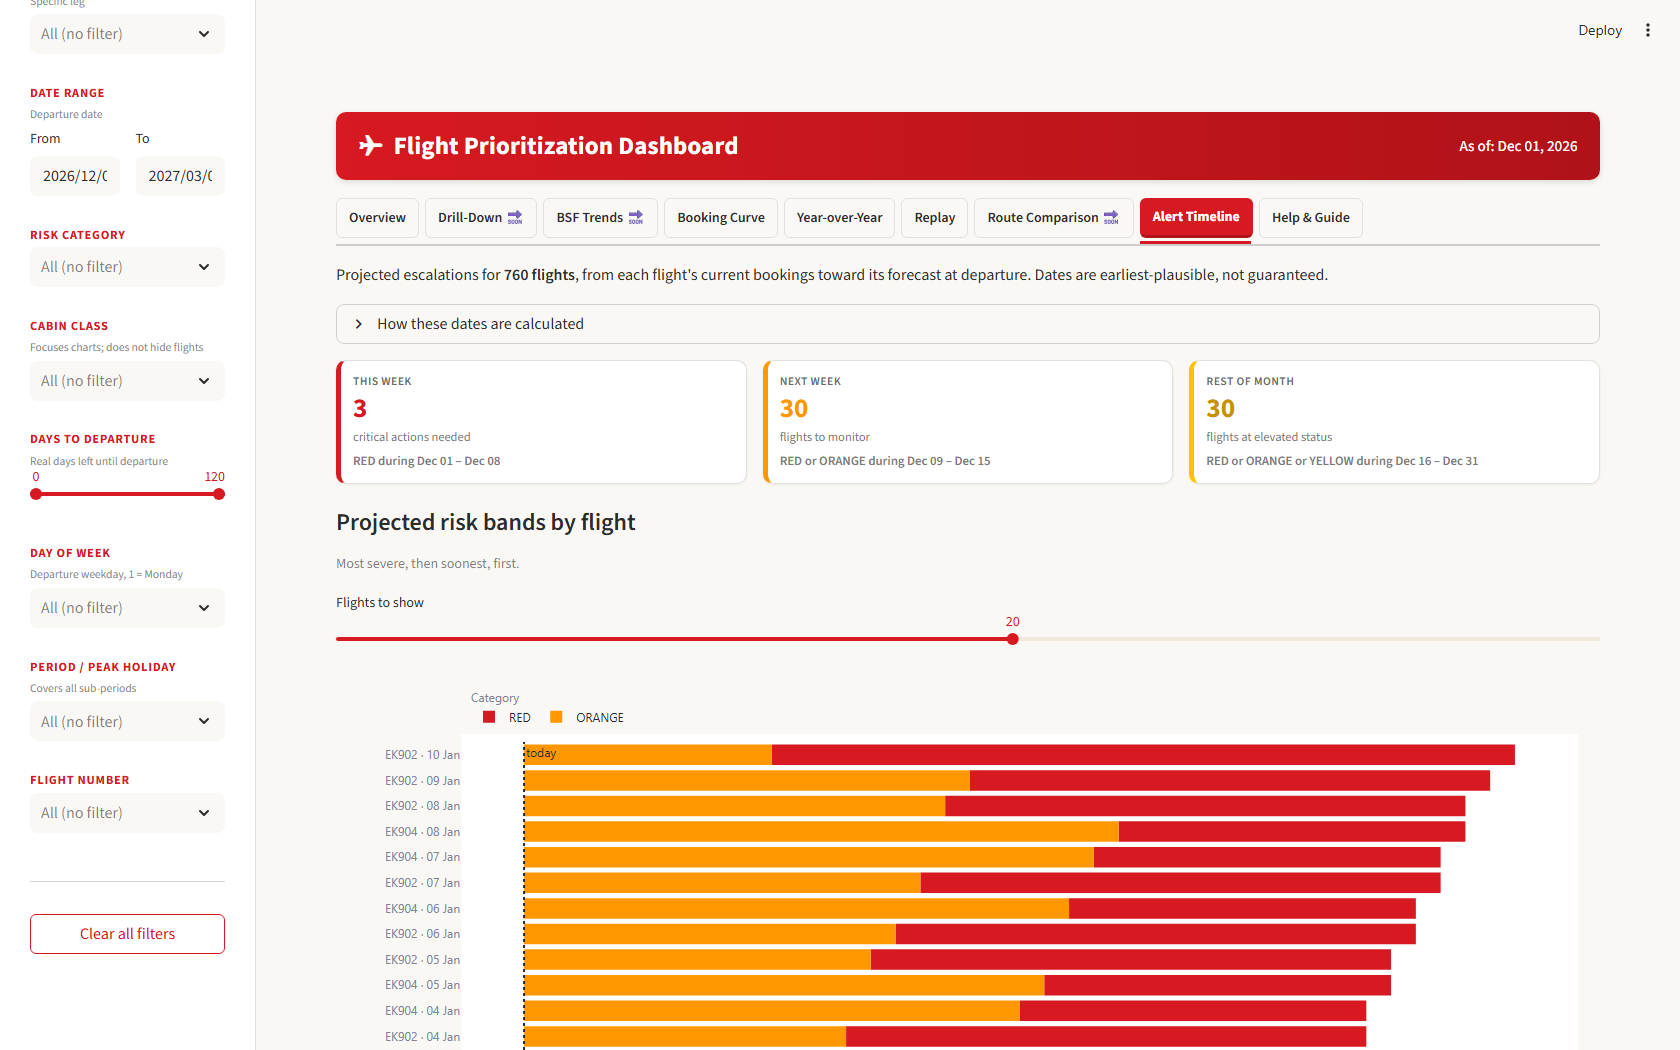 Specific leg
All (no filter)
DATE RANGE
Departure date
From To
2026/12/0 2027/03/0
RISK CATEGORY
All (no filter)
CABIN CLASS
Focuses charts; does not hide flights
All (no filter)
DAYS TO DEPARTURE
Real days left until departure
0 120
DAY OF WEEK
Departure weekday, 1 = Monday
All (no filter)
PERIOD / PEAK HOLIDAY
Covers all sub-periods
All (no filter)
FLIGHT NUMBER
All (no filter)
Clear all filters
Deploy
Flight Prioritization Dashboard
As of: Dec 01, 2026
Overview
Drill-Down SOON
BSF Trends SOON
Booking Curve
Year-over-Year
Replay
Route Comparison SOON
Alert Timeline
Help & Guide
Projected escalations for 760 flights, from each flight's current bookings toward its forecast at departure. Dates are earliest-plausible, not guaranteed.
How these dates are calculated
THIS WEEK
3
critical actions needed
RED during Dec 01 – Dec 08
NEXT WEEK
30
flights to monitor
RED or ORANGE during Dec 09 – Dec 15
REST OF MONTH
30
flights at elevated status
RED or ORANGE or YELLOW during Dec 16 – Dec 31
Projected risk bands by flight
Most severe, then soonest, first.
Flights to show
20
Category
RED ORANGE
today
EK902 · 10 Jan
EK902 · 09 Jan
EK902 · 08 Jan
EK904 · 08 Jan
EK904 · 07 Jan
EK902 · 07 Jan
EK904 · 06 Jan
EK902 · 06 Jan
EK902 · 05 Jan
EK904 · 05 Jan
EK904 · 04 Jan
EK902 · 04 Jan